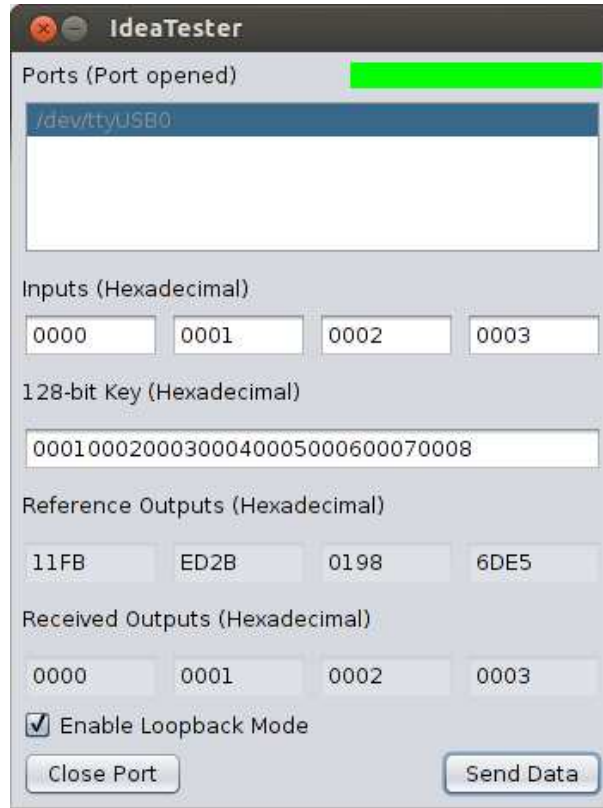 IdeaTester
Ports (Port opened)
/dev/ttyUSB0
Inputs (Hexadecimal)
0000 0001 0002 0003
128-bit Key (Hexadecimal)
00010002000300040005000600070008
Reference Outputs (Hexadecimal)
11FB ED2B 0198 6DE5
Received Outputs (Hexadecimal)
0000 0001 0002 0003
Enable Loopback Mode
Close Port Send Data